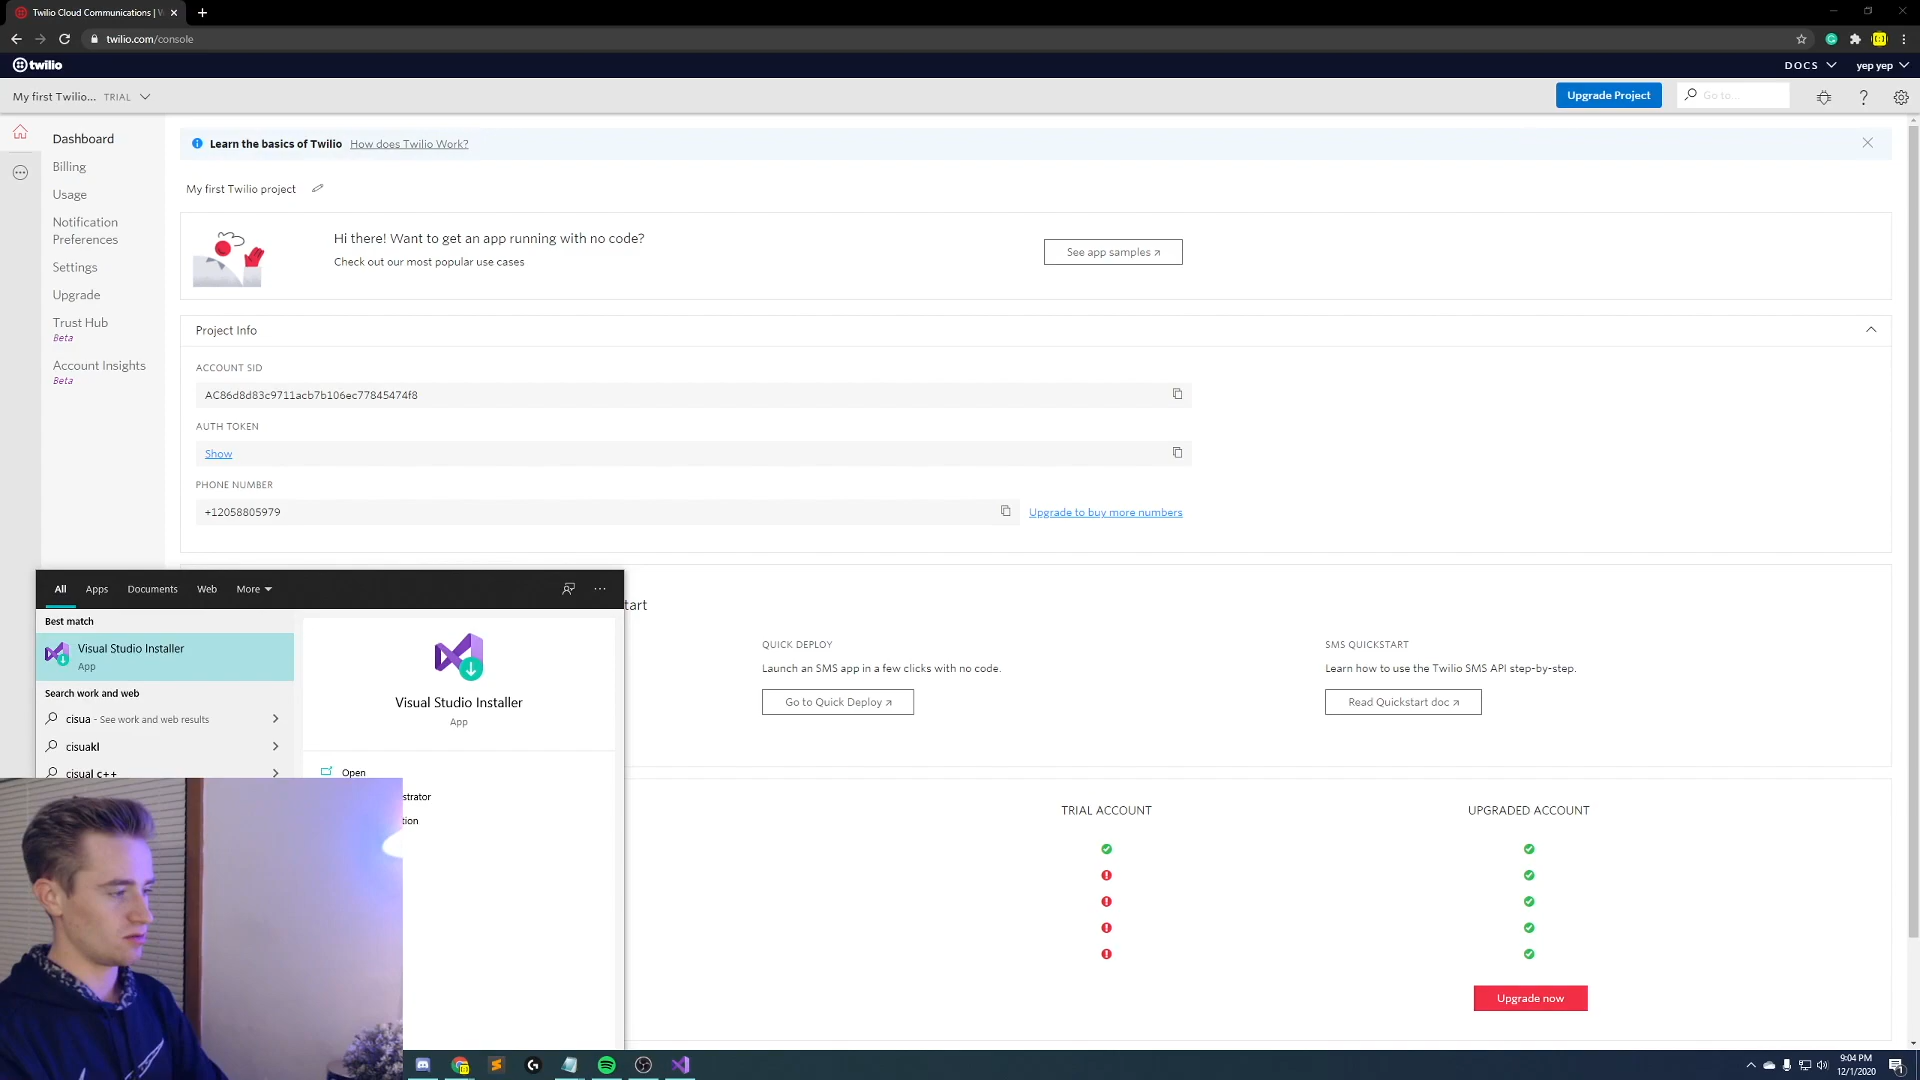 Twilio Cloud Communications | W
twilio.com/console
twilio
DOCS
yep yep
My first Twilio... TRIAL
Upgrade Project
Go to...
Dashboard
Billing
Usage
Notification
Preferences
Settings
Upgrade
Trust Hub
Beta
Account Insights
Beta
Learn the basics of Twilio How does Twilio Work?
My first Twilio project
Hi there! Want to get an app running with no code?
Check out our most popular use cases
See app samples
Project Info
ACCOUNT SID
AC86d8d83c9711acb7b106ec77845474f8
AUTH TOKEN
Show
PHONE NUMBER
+12058805979
Upgrade to buy more numbers
All Apps Documents Web More
Best match
Visual Studio Installer
App
Search work and web
cisua - See work and web results
cisuakl
cisual c++
Visual Studio Installer
App
Open
strator
tion
tart
QUICK DEPLOY
Launch an SMS app in a few clicks with no code.
Go to Quick Deploy
SMS QUICKSTART
Learn how to use the Twilio SMS API step-by-step.
Read Quickstart doc
TRIAL ACCOUNT
UPGRADED ACCOUNT
Upgrade now
9:04 PM
12/1/2020